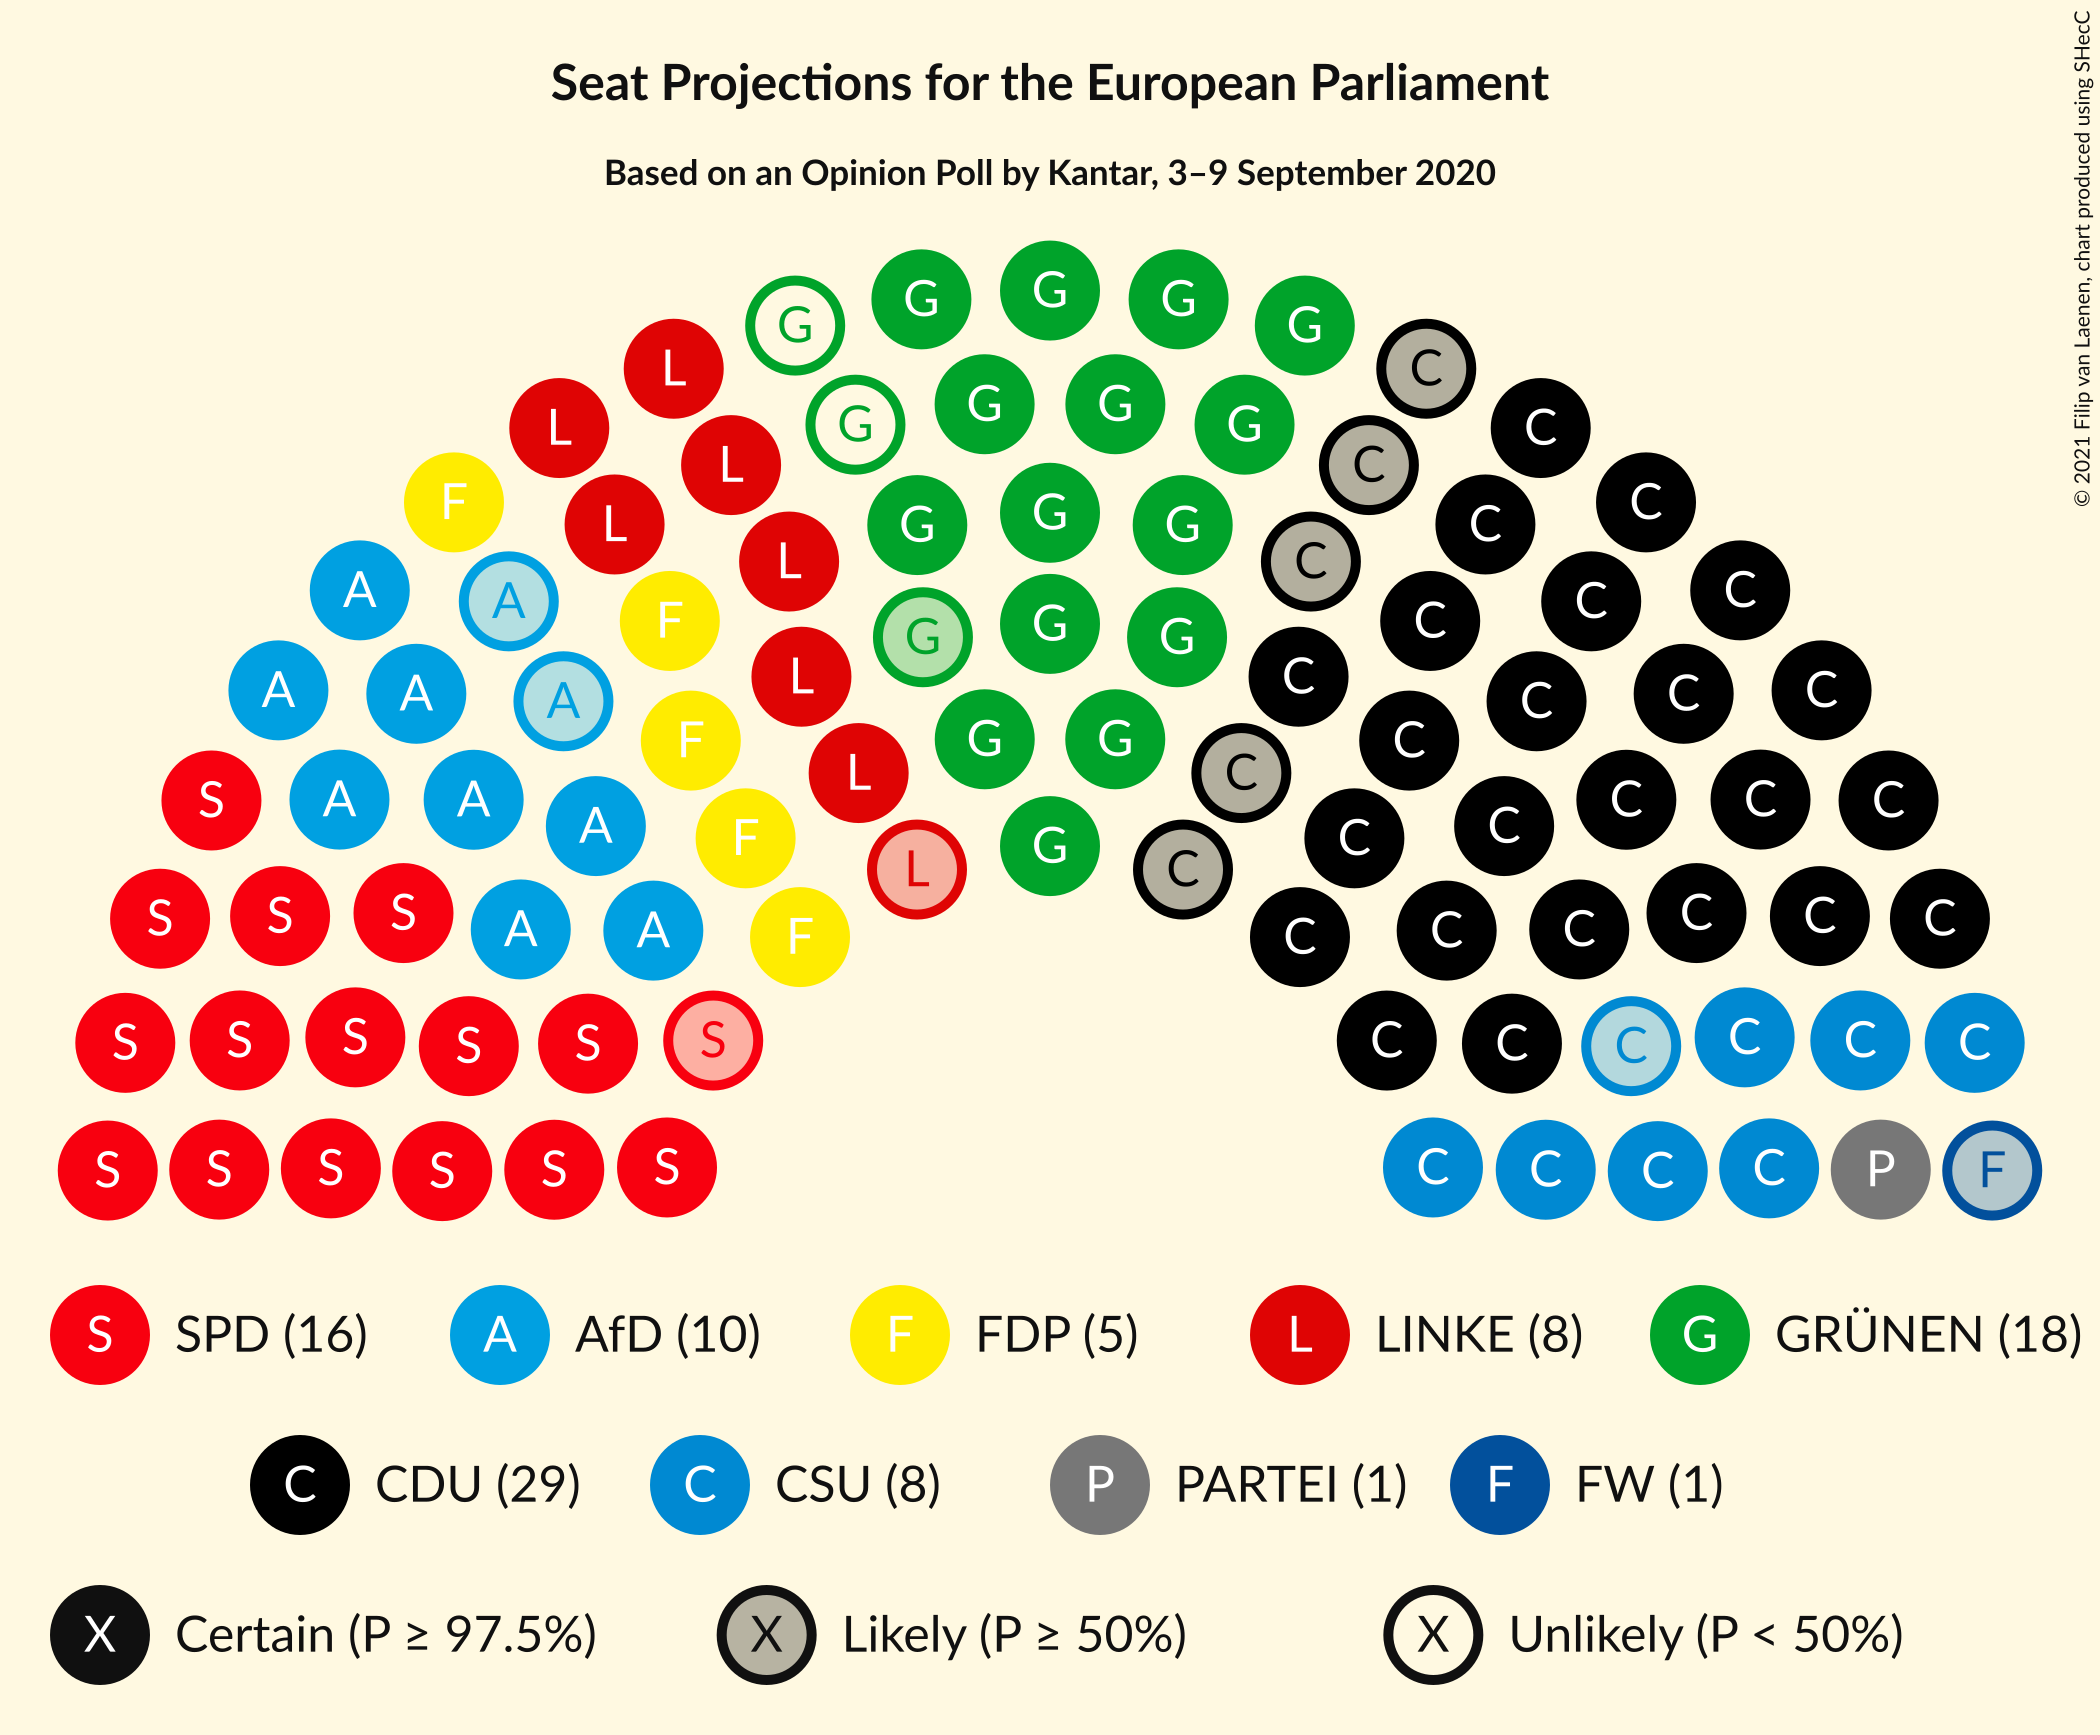 Seat Projections for the European Parliament
Based on an Opinion Poll by Kantar, 3–9 September 2020
© 2021 Filip van Laenen, chart produced using SHecC
G G G G G
L C
L G G G G C
L C
F L G G G C C
A A L C C C
F G G G C
A A A L C C C C
F G G C
S A A A L C C C C C
F L G C C
S S S A A F C C C C C C
S S S S S S C C C C C C
S S S S S S C C C C P F
S SPD (16) A AfD (10) F FDP (5) L LINKE (8) G GRÜNEN (18)
C CDU (29) C CSU (8) P PARTEI (1) F FW (1)
X Certain (P ≥ 97.5%) X Likely (P ≥ 50%) X Unlikely (P < 50%)